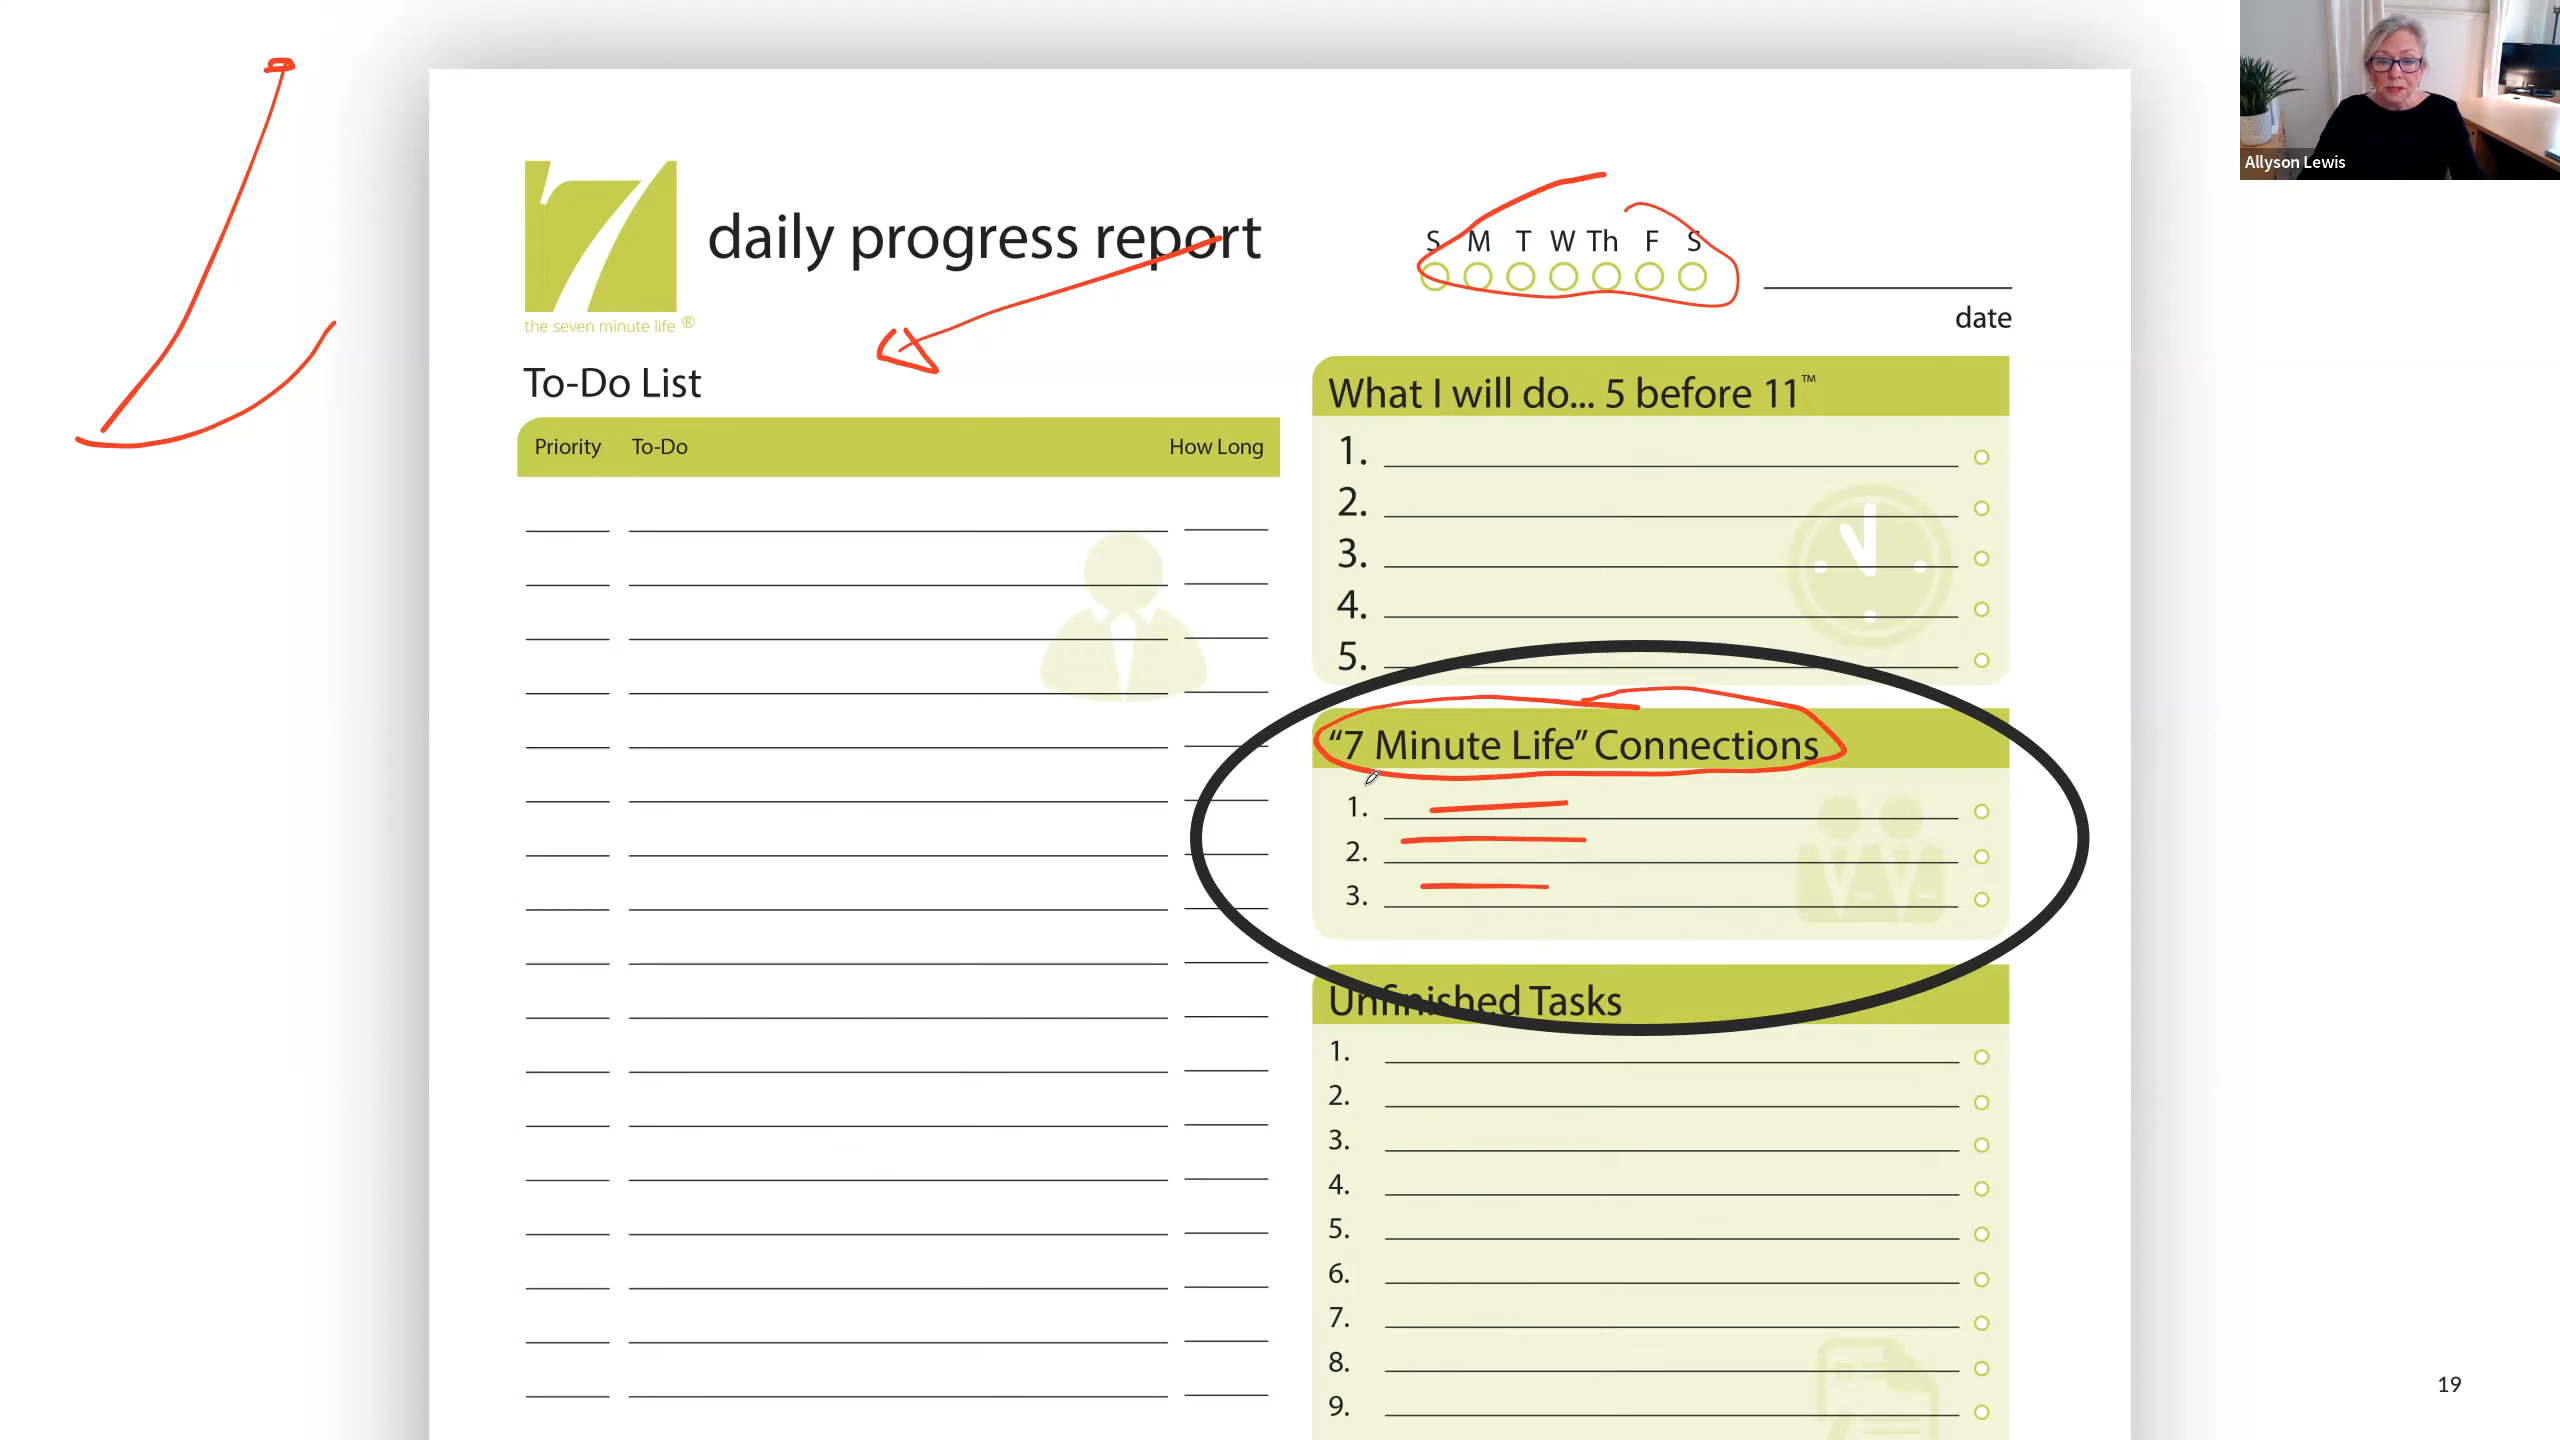 Allyson Lewis
7
the seven minute life ®
daily progress report
S M T W Th F S
date
To-Do List
Priority To-Do How Long
What I will do... 5 before 11™
1.
2.
3.
4.
5.
“7 Minute Life” Connections
1.
2.
3.
Unfinished Tasks
1.
2.
3.
4.
5.
6.
7.
8.
9.
19